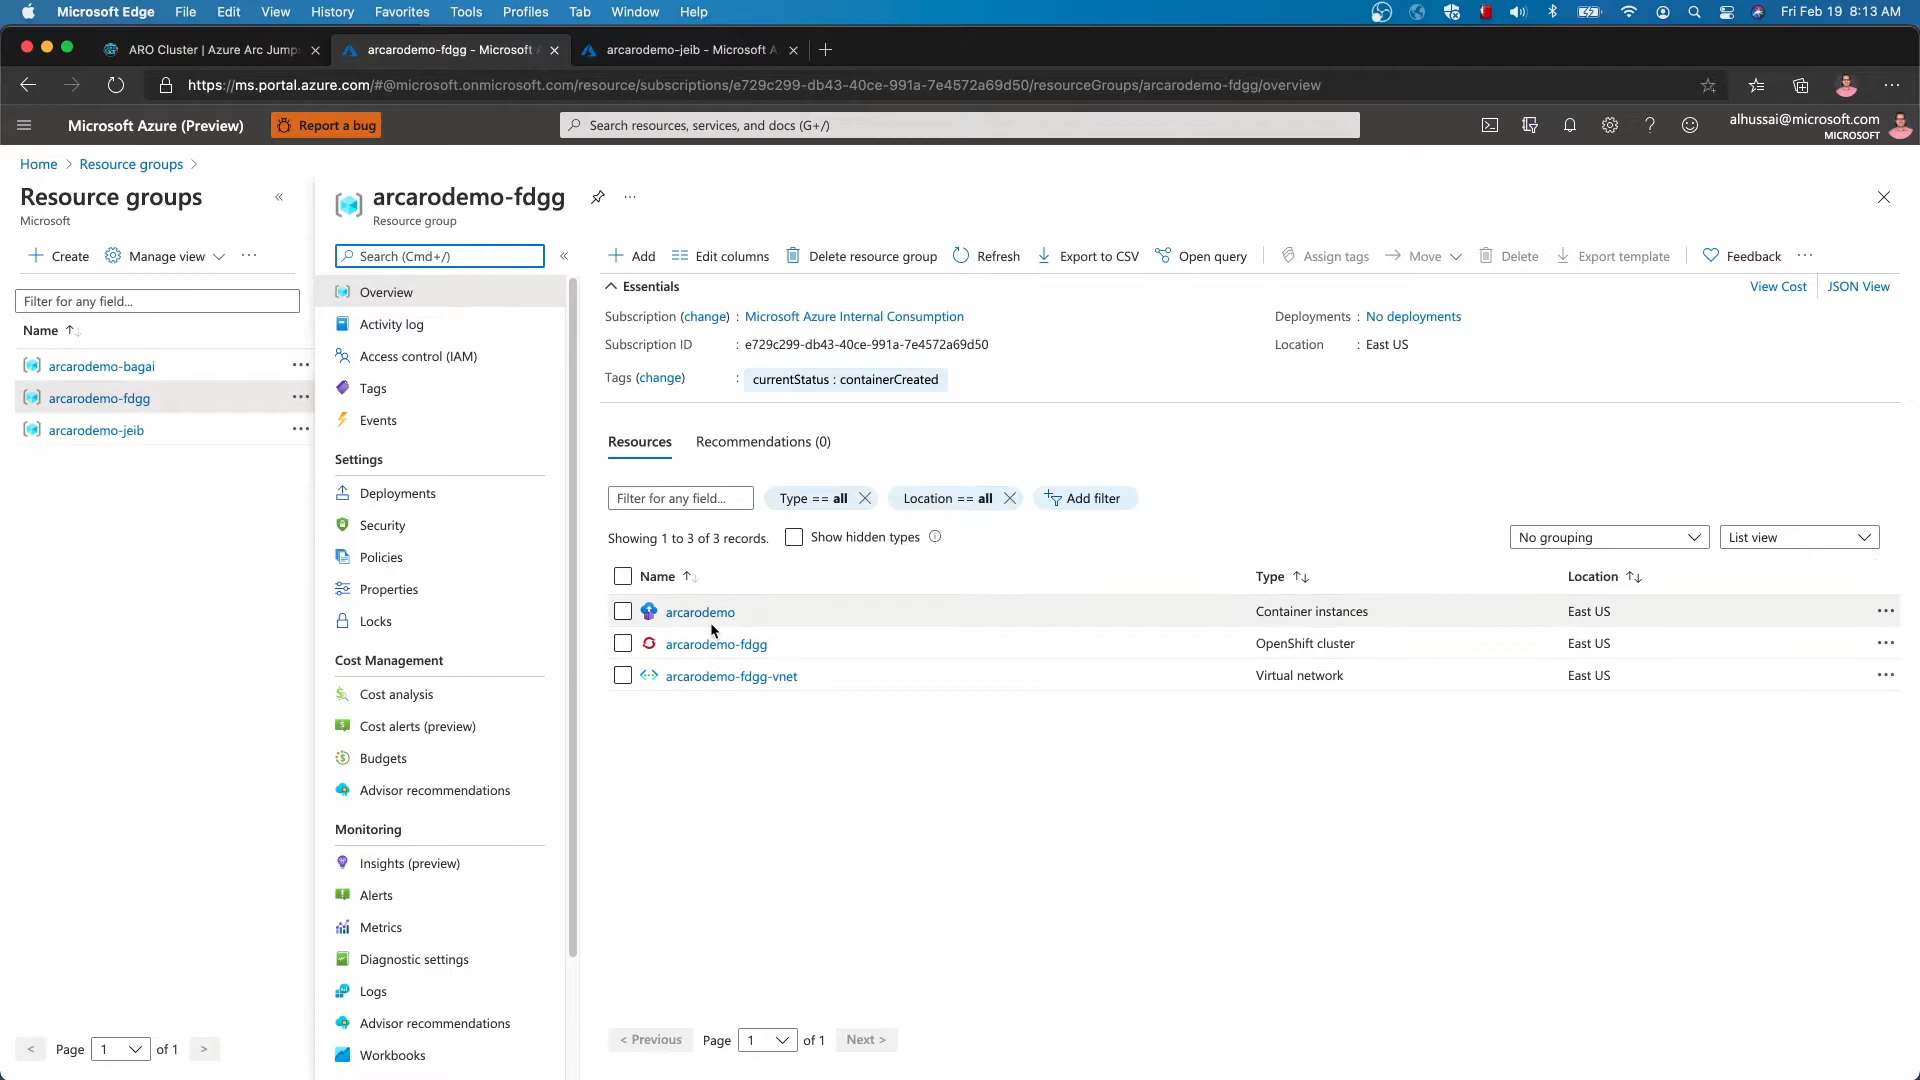 Microsoft Edge File Edit View History Favorites Tools Profiles Tab Window Help Fri Feb 19 8:13 AM
ARO Cluster | Azure Arc Jump arcarodemo-fdgg - Microsoft A arcarodemo-jeib - Microsoft A
https://ms.portal.azure.com/#@microsoft.onmicrosoft.com/resource/subscriptions/e729c299-db43-40ce-991a-7e4572a69d50/resourceGroups/arcarodemo-fdgg/overview
Microsoft Azure (Preview) Report a bug Search resources, services, and docs (G+/) alhussai@microsoft.com
MICROSOFT
Home > Resource groups >
Resource groups
Microsoft
Create Manage view
Filter for any field...
Name
arcarodemo-bagai
arcarodemo-fdgg
arcarodemo-jeib
< Page 1 of 1 >
arcarodemo-fdgg
Resource group
Search (Cmd+/)
Overview
Activity log
Access control (IAM)
Tags
Events
Settings
Deployments
Security
Policies
Properties
Locks
Cost Management
Cost analysis
Cost alerts (preview)
Budgets
Advisor recommendations
Monitoring
Insights (preview)
Alerts
Metrics
Diagnostic settings
Logs
Advisor recommendations
Workbooks
Add Edit columns Delete resource group Refresh Export to CSV Open query Assign tags Move Delete Export template Feedback
Essentials View Cost JSON View
Subscription (change) : Microsoft Azure Internal Consumption Deployments : No deployments
Subscription ID : e729c299-db43-40ce-991a-7e4572a69d50 Location : East US
Tags (change) : currentStatus : containerCreated
Resources Recommendations (0)
Filter for any field... Type == all Location == all Add filter
Showing 1 to 3 of 3 records. Show hidden types No grouping List view
Name Type Location
arcarodemo Container instances East US
arcarodemo-fdgg OpenShift cluster East US
arcarodemo-fdgg-vnet Virtual network East US
< Previous Page 1 of 1 Next >